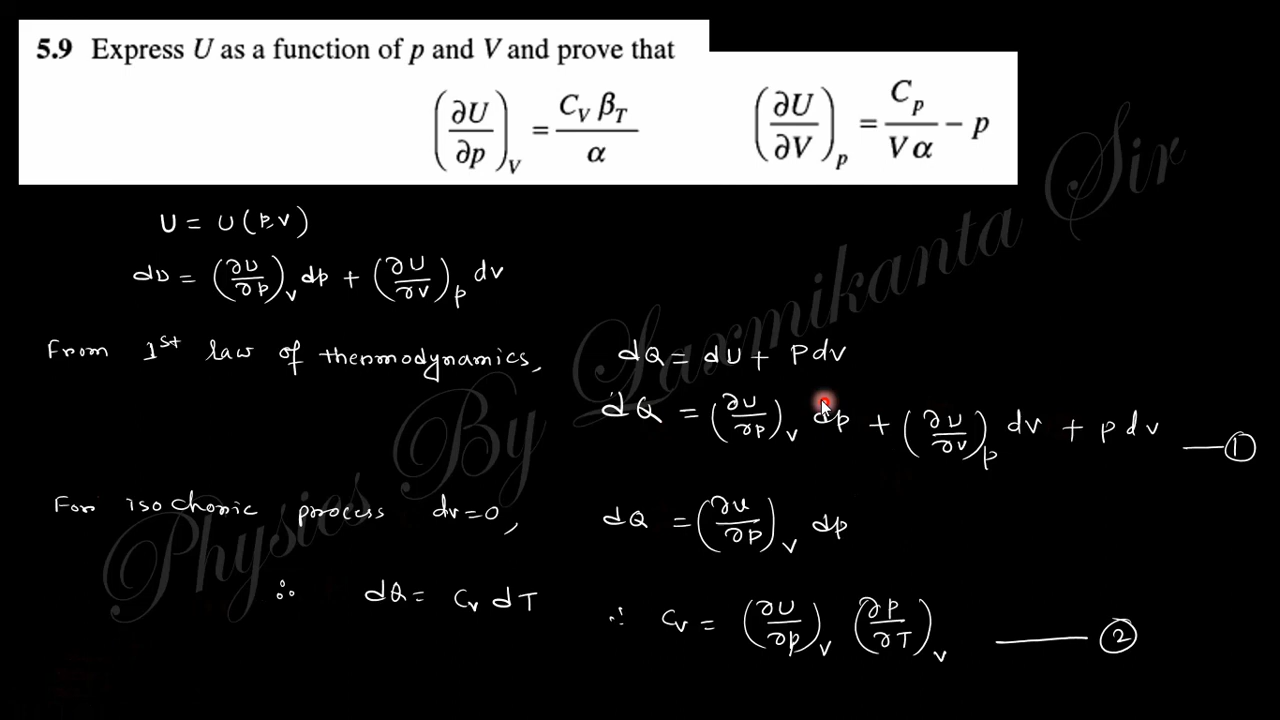 5.9 Express U as a function of p and V and prove that
(∂U/∂p)_V = C_V β_T / α    (∂U/∂V)_p = C_p / Vα − p
U = U(P,V)
dU = (∂U/∂P)_V dp + (∂U/∂V)_P dv
From 1st law of thermodynamics, dQ = dU + Pdv
dQ = (∂U/∂P)_V dp + (∂U/∂V)_P dv + P dv —①
For isochoric process dv=0, dQ = (∂U/∂P)_V dp
∴ dQ = C_V dT
∴ C_V = (∂U/∂P)_V (∂P/∂T)_V —②
Physics By Laxmikanta Sir